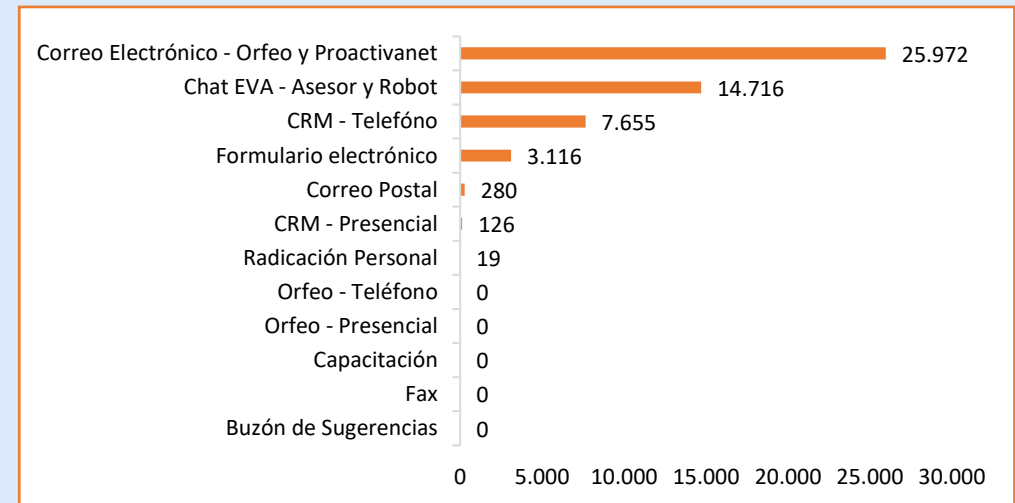 Correo Electrónico - Orfeo y Proactivanet 25.972
Chat EVA - Asesor y Robot 14.716
CRM - Telefóno 7.655
Formulario electrónico 3.116
Correo Postal 280
CRM - Presencial 126
Radicación Personal 19
Orfeo - Teléfono 0
Orfeo - Presencial 0
Capacitación 0
Fax 0
Buzón de Sugerencias 0
0 5.000 10.000 15.000 20.000 25.000 30.000